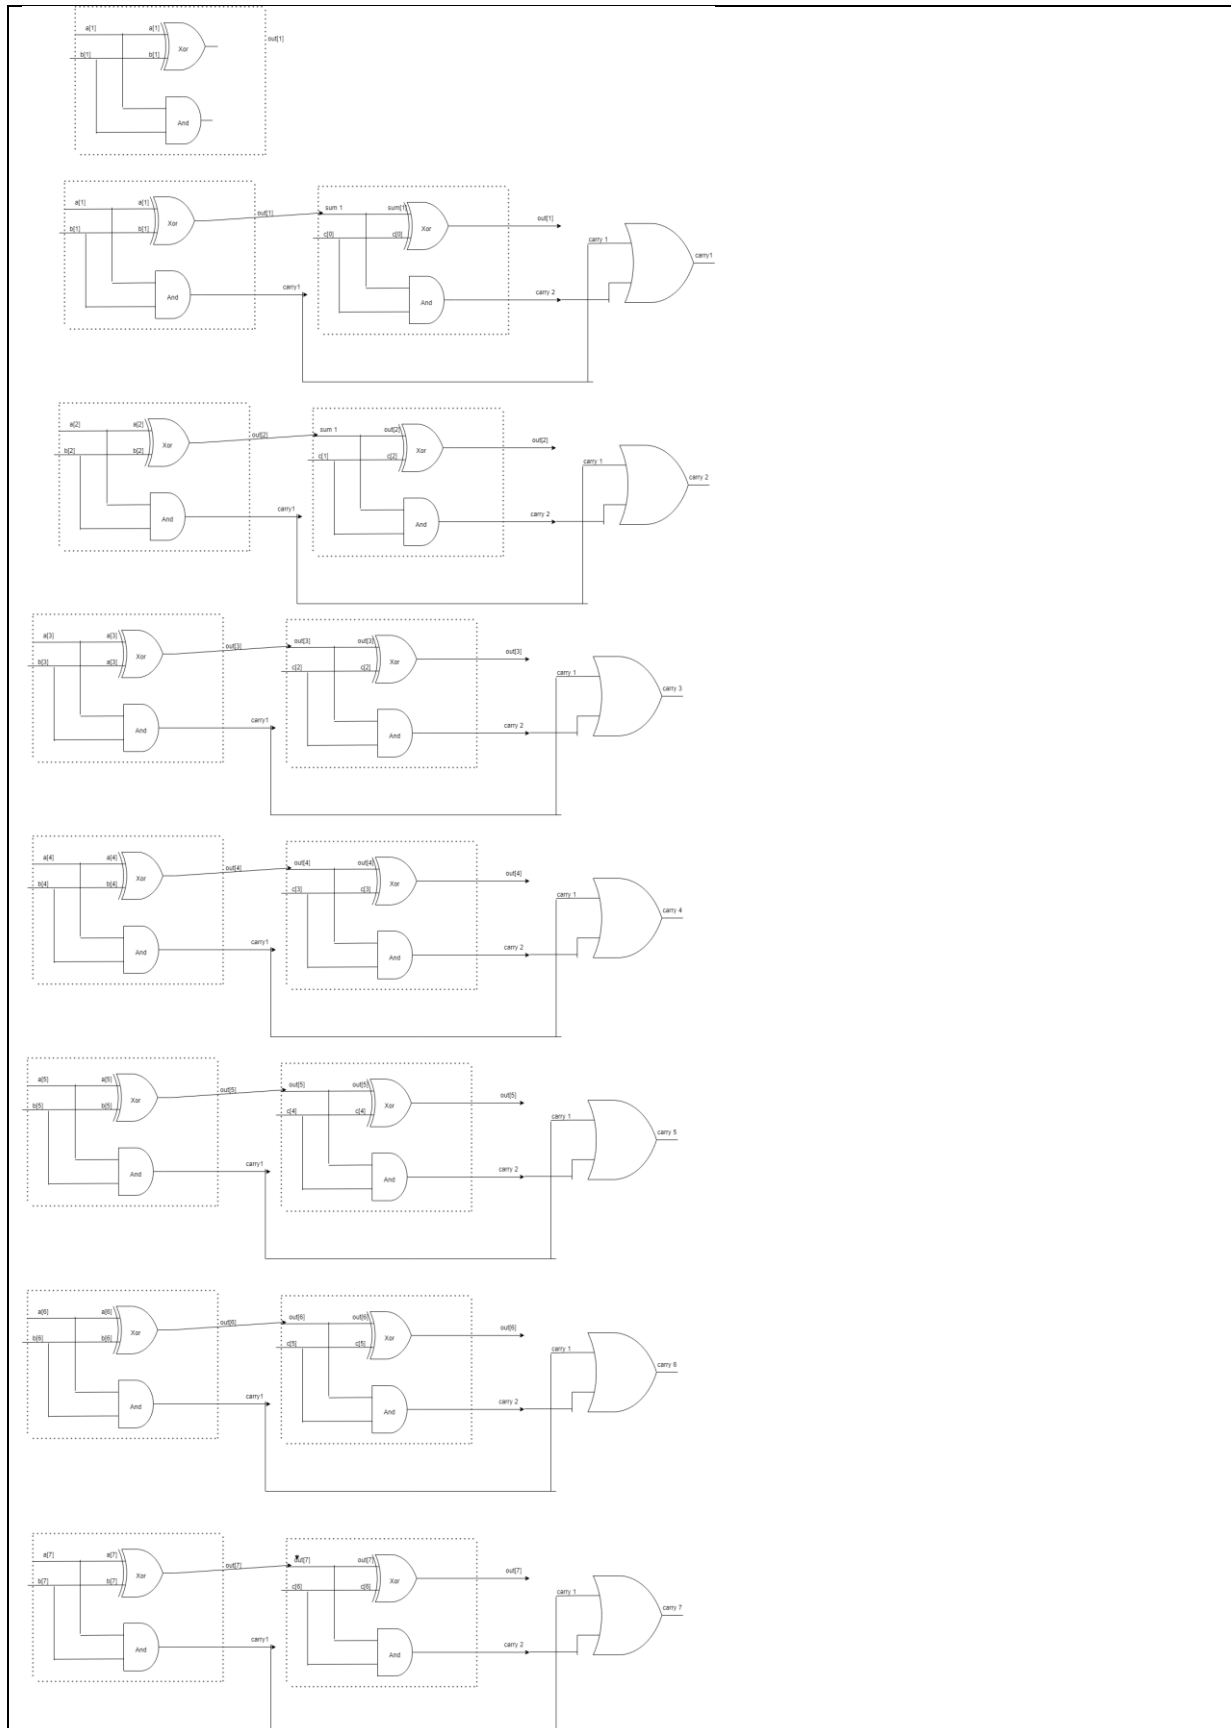 a[1] a[1]
Xor out[1]
b[1] b[1]
And
a[1] a[1] out[1] sum 1 sum[1] out[1]
Xor Xor
b[1] b[1] c[0] c[0] carry 1
carry1
carry1 carry 2
And And
a[2] a[2] out[2] sum 1 out[2] out[2]
Xor Xor
b[2] b[2] c[1] c[2] carry 1
carry 2
carry1 carry 2
And And
a[3] a[3] out[3] out[3] out[3] out[3]
Xor Xor
b[3] a[3] c[2] c[2] carry 1
carry 3
carry1 carry 2
And And
a[4] a[4] out[4] out[4] out[4] out[4]
Xor Xor
b[4] b[4] c[3] c[3] carry 1
carry 4
carry1 carry 2
And And
a[5] a[5] out[5] out[5] out[5] out[5]
Xor Xor
b[5] b[5] c[4] c[4] carry 1
carry 5
carry1 carry 2
And And
a[6] a[6] out[6] out[6] out[6] out[6]
Xor Xor
b[6] b[6] c[5] c[5] carry 1
carry 6
carry1 carry 2
And And
a[7] a[7] out[7] out[7] out[7] out[7]
Xor Xor
b[7] b[7] c[6] c[6] carry 1
carry 7
carry1 carry 2
And And